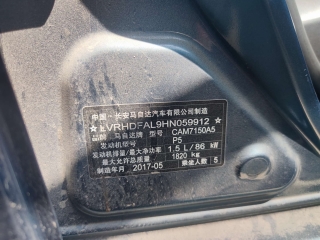 中国·长安马自达汽车有限公司制造
★LVRHDFAL9HN059912★
品牌 马自达牌 型号 CAM7150A5
发动机型号 P5
发动机排量/最大净功率 1.5 L/86 kW
最大允许总质量 1820 kg
制造年月 2017-05 乘坐人数 5